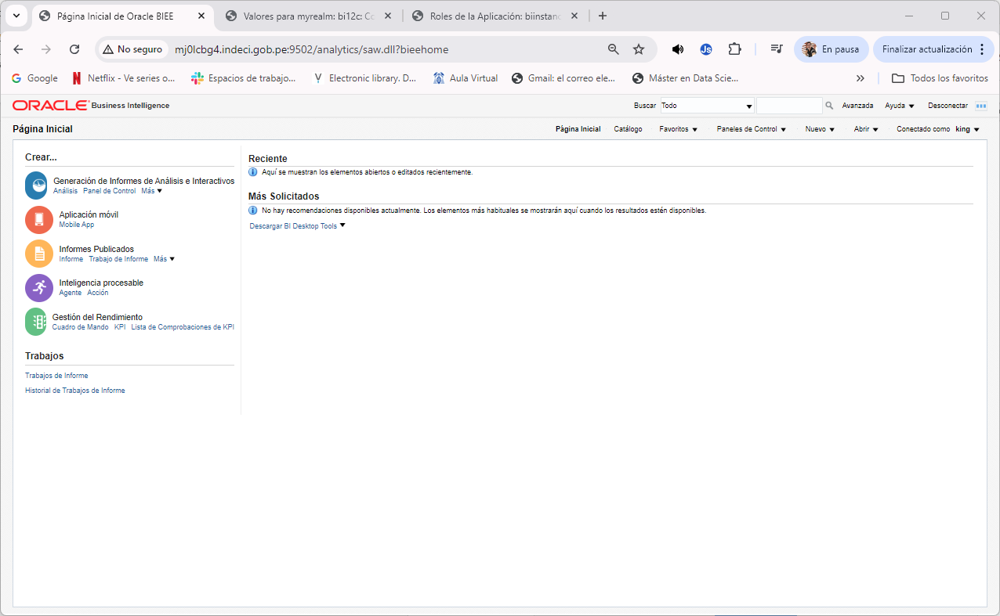 Página Inicial de Oracle BIEE
Valores para myrealm: bi12c: Co
Roles de la Aplicación: biinstanc
No seguro
mj0lcbg4.indeci.gob.pe:9502/analytics/saw.dll?bieehome
Js
En pausa
Finalizar actualización
Google
Netflix - Ve series o...
Espacios de trabajo...
Electronic library. D...
Aula Virtual
Gmail: el correo ele...
Máster en Data Scie...
Todos los favoritos
ORACLE Business Intelligence
Buscar
Todo
Avanzada
Ayuda
Desconectar
Página Inicial
Página Inicial
Catálogo
Favoritos
Paneles de Control
Nuevo
Abrir
Conectado como king
Crear...
Generación de Informes de Análisis e Interactivos
Análisis Panel de Control Más
Aplicación móvil
Mobile App
Informes Publicados
Informe Trabajo de Informe Más
Inteligencia procesable
Agente Acción
Gestión del Rendimiento
Cuadro de Mando KPI Lista de Comprobaciones de KPI
Trabajos
Trabajos de Informe
Historial de Trabajos de Informe
Reciente
Aquí se muestran los elementos abiertos o editados recientemente.
Más Solicitados
No hay recomendaciones disponibles actualmente. Los elementos más habituales se mostrarán aquí cuando los resultados estén disponibles.
Descargar BI Desktop Tools